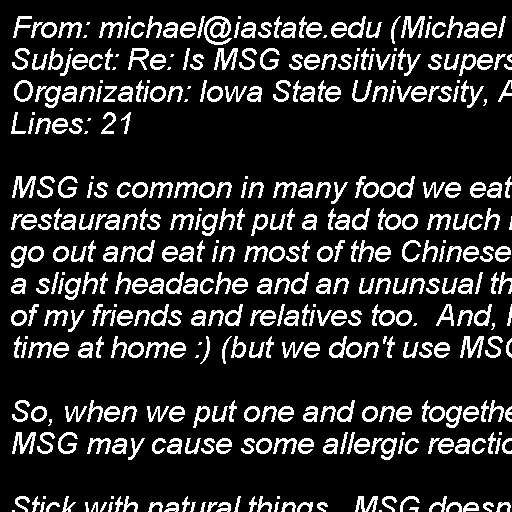 From: michael@iastate.edu (Michael
Subject: Re: Is MSG sensitivity supers
Organization: Iowa State University, A
Lines: 21

MSG is common in many food we eat
restaurants might put a tad too much
go out and eat in most of the Chinese
a slight headache and an ununsual th
of my friends and relatives too.  And,
time at home :) (but we don't use MSG

So, when we put one and one togethe
MSG may cause some allergic reactio

Stick with natural things.  MSG doesn